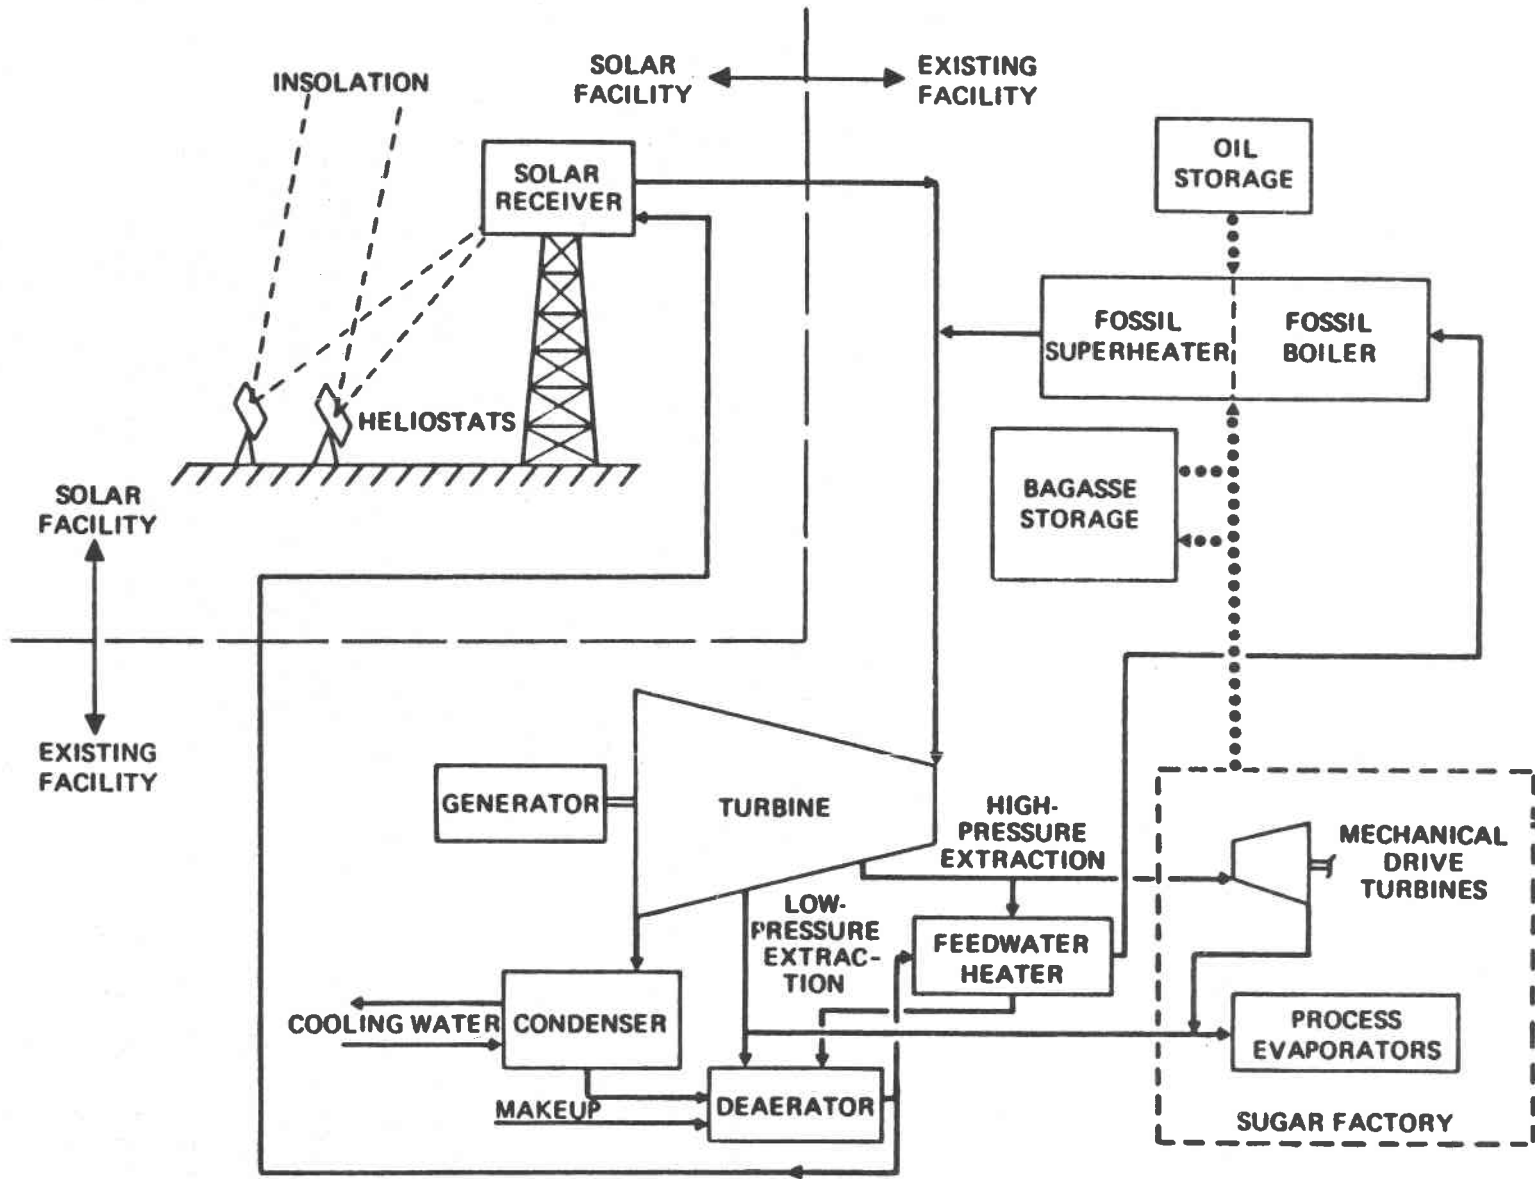 INSOLATION
SOLAR
FACILITY
EXISTING
FACILITY
SOLAR
RECEIVER
OIL
STORAGE
FOSSIL
SUPERHEATER
FOSSIL
BOILER
HELIOSTATS
BAGASSE
STORAGE
SOLAR
FACILITY
EXISTING
FACILITY
GENERATOR
TURBINE
HIGH-
PRESSURE
EXTRACTION
MECHANICAL
DRIVE
TURBINES
LOW-
PRESSURE
EXTRAC-
TION
FEEDWATER
HEATER
COOLING WATER
CONDENSER
PROCESS
EVAPORATORS
MAKEUP
DEAERATOR
SUGAR FACTORY